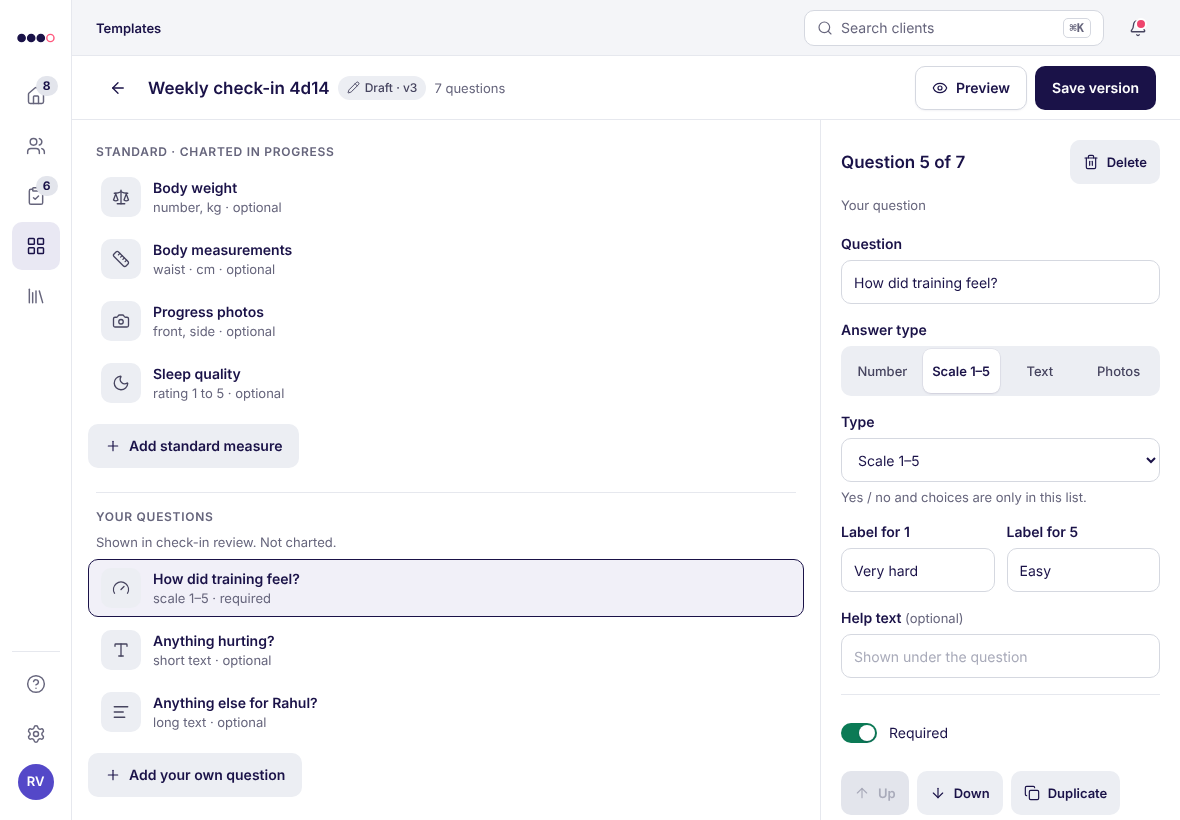 Templates
Search clients
⌘K
8
6
RV
Weekly check-in 4d14
Draft · v3
7 questions
Preview
Save version
STANDARD · CHARTED IN PROGRESS
Body weight
number, kg · optional
Body measurements
waist · cm · optional
Progress photos
front, side · optional
Sleep quality
rating 1 to 5 · optional
Add standard measure
YOUR QUESTIONS
Shown in check-in review. Not charted.
How did training feel?
scale 1–5 · required
Anything hurting?
short text · optional
Anything else for Rahul?
long text · optional
Add your own question
Question 5 of 7
Delete
Your question
Question
How did training feel?
Answer type
Number
Scale 1–5
Text
Photos
Type
Scale 1–5
Yes / no and choices are only in this list.
Label for 1
Label for 5
Very hard
Easy
Help text (optional)
Shown under the question
Required
Up
Down
Duplicate